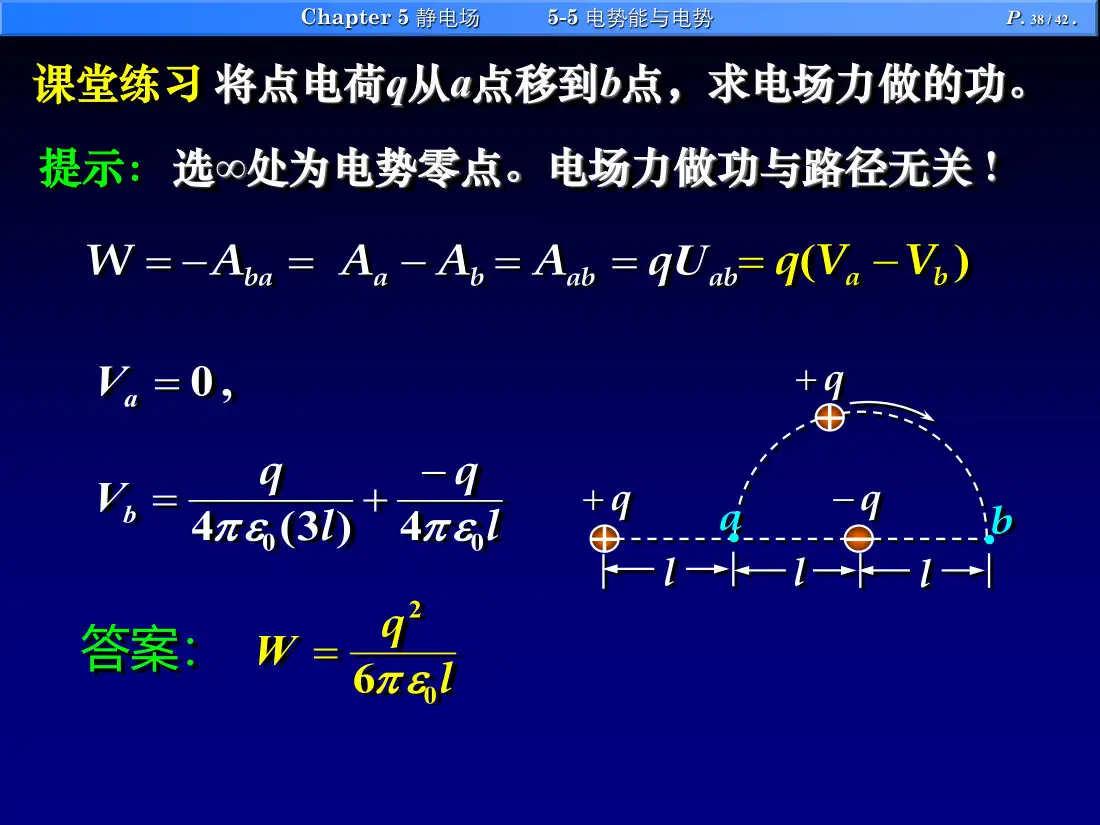 Chapter 5 静电场 5-5 电势能与电势 P. 38 / 42 .
课堂练习 将点电荷q从a点移到b点，求电场力做的功。
提示： 选∞处为电势零点。电场力做功与路径无关！
W = −A_ba = A_a − A_b = A_ab = qU_ab = q(V_a − V_b)
V_a = 0 ,
V_b = q / 4πε_0(3l) + −q / 4πε_0 l
+q
+q a −q b
l l l
答案： W = q^2 / 6πε_0 l